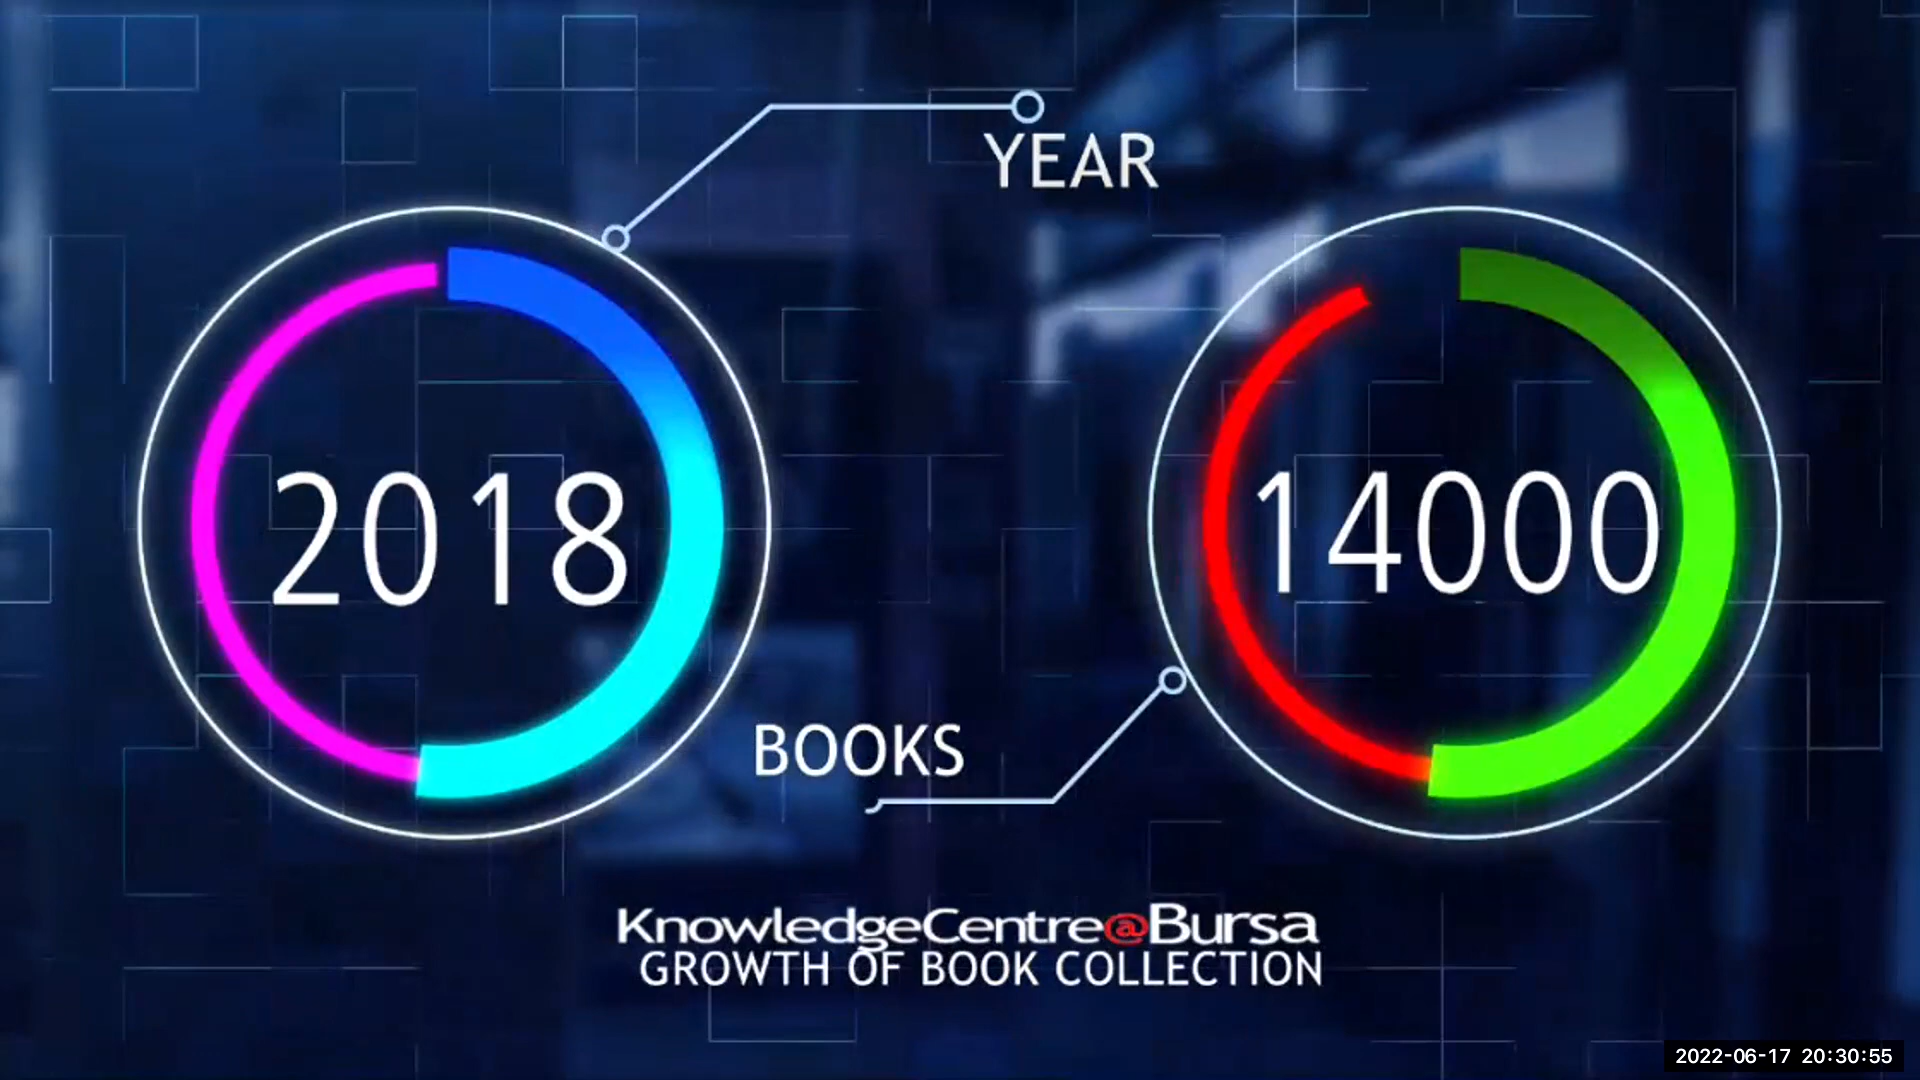 YEAR
2018
14000
BOOKS
KnowledgeCentre@Bursa
GROWTH OF BOOK COLLECTION
2022-06-17 20:30:55